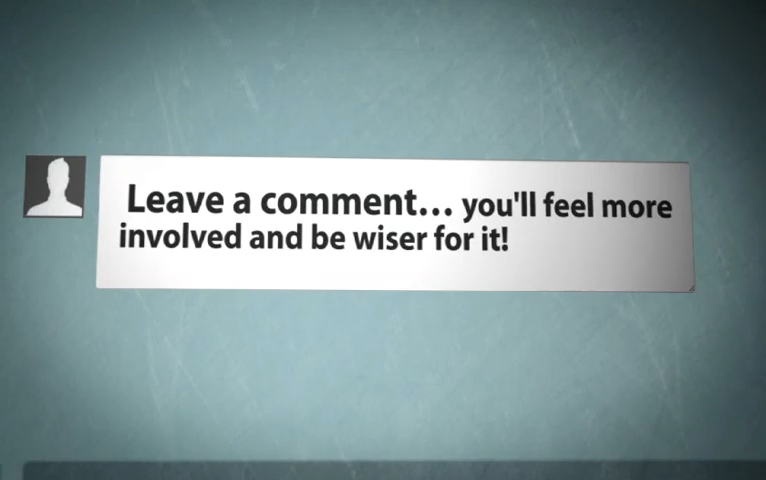 Leave a comment... you'll feel more
involved and be wiser for it!